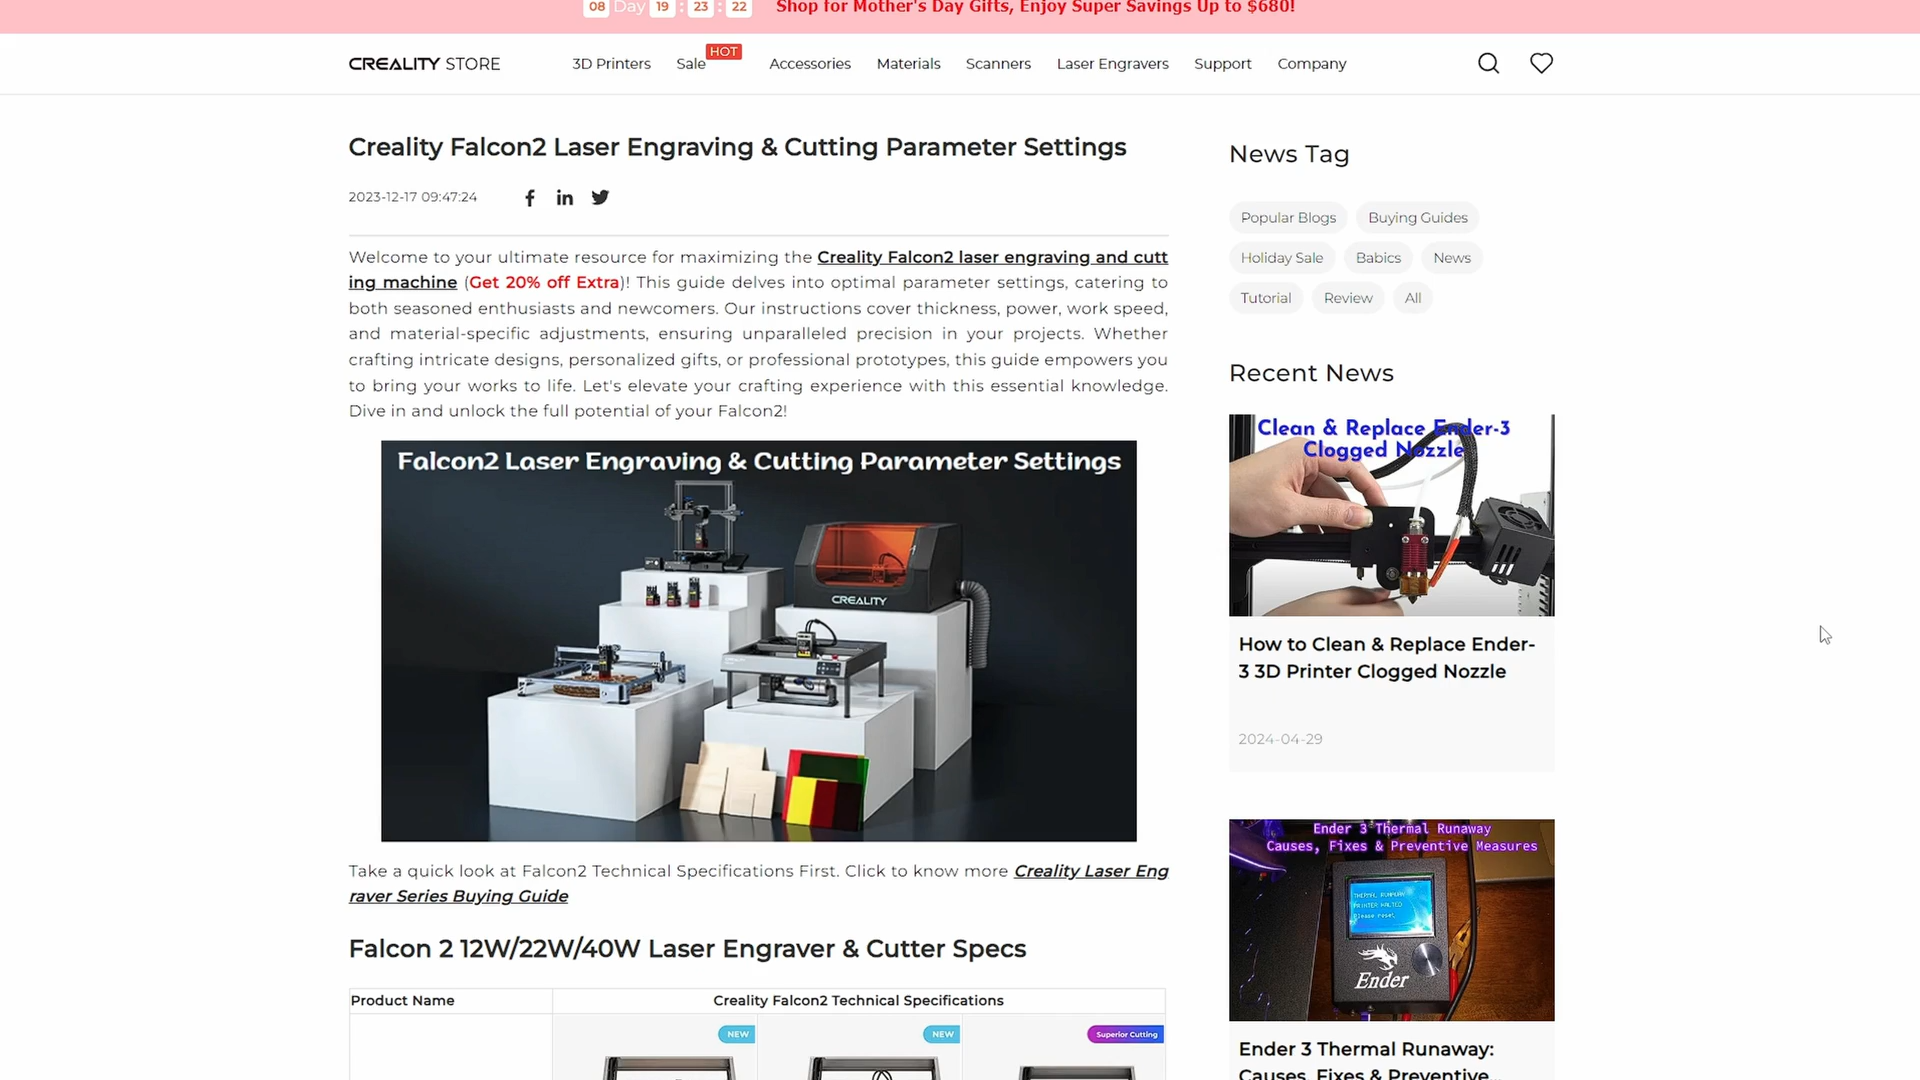 08 Day 19 : 23 : 22 Shop for Mother's Day Gifts, Enjoy Super Savings Up to $680!
CREALITY STORE
3D Printers
Sale
HOT
Accessories
Materials
Scanners
Laser Engravers
Support
Company
Creality Falcon2 Laser Engraving & Cutting Parameter Settings
2023-12-17 09:47:24
Welcome to your ultimate resource for maximizing the Creality Falcon2 laser engraving and cutt
ing machine (Get 20% off Extra)! This guide delves into optimal parameter settings, catering to
both seasoned enthusiasts and newcomers. Our instructions cover thickness, power, work speed,
and material-specific adjustments, ensuring unparalleled precision in your projects. Whether
crafting intricate designs, personalized gifts, or professional prototypes, this guide empowers you
to bring your works to life. Let's elevate your crafting experience with this essential knowledge.
Dive in and unlock the full potential of your Falcon2!
Falcon2 Laser Engraving & Cutting Parameter Settings
CREALITY
Take a quick look at Falcon2 Technical Specifications First. Click to know more Creality Laser Eng
raver Series Buying Guide
Falcon 2 12W/22W/40W Laser Engraver & Cutter Specs
Product Name
Creality Falcon2 Technical Specifications
NEW
NEW
Superior Cutting
News Tag
Popular Blogs
Buying Guides
Holiday Sale
Babics
News
Tutorial
Review
All
Recent News
Clean & Replace Ender-3
Clogged Nozzle
How to Clean & Replace Ender-
3 3D Printer Clogged Nozzle
2024-04-29
Ender 3 Thermal Runaway
Causes, Fixes & Preventive Measures
THERMAL RUNAWAY
PRINTER HALTED
Please reset
Ender
Ender 3 Thermal Runaway:
Causes, Fixes & Preventive...